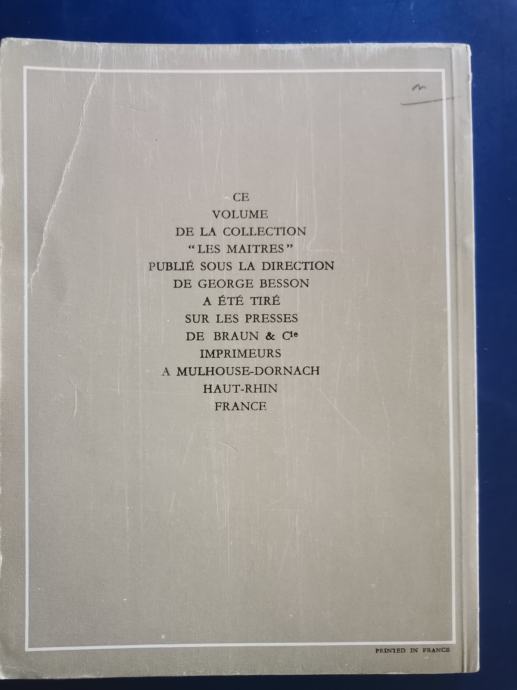 CE
VOLUME
DE LA COLLECTION
"LES MAITRES"
PUBLIÉ SOUS LA DIRECTION
DE GEORGE BESSON
A ÉTÉ TIRÉ
SUR LES PRESSES
DE BRAUN & Cie
IMPRIMEURS
A MULHOUSE-DORNACH
HAUT-RHIN
FRANCE
PRINTED IN FRANCE